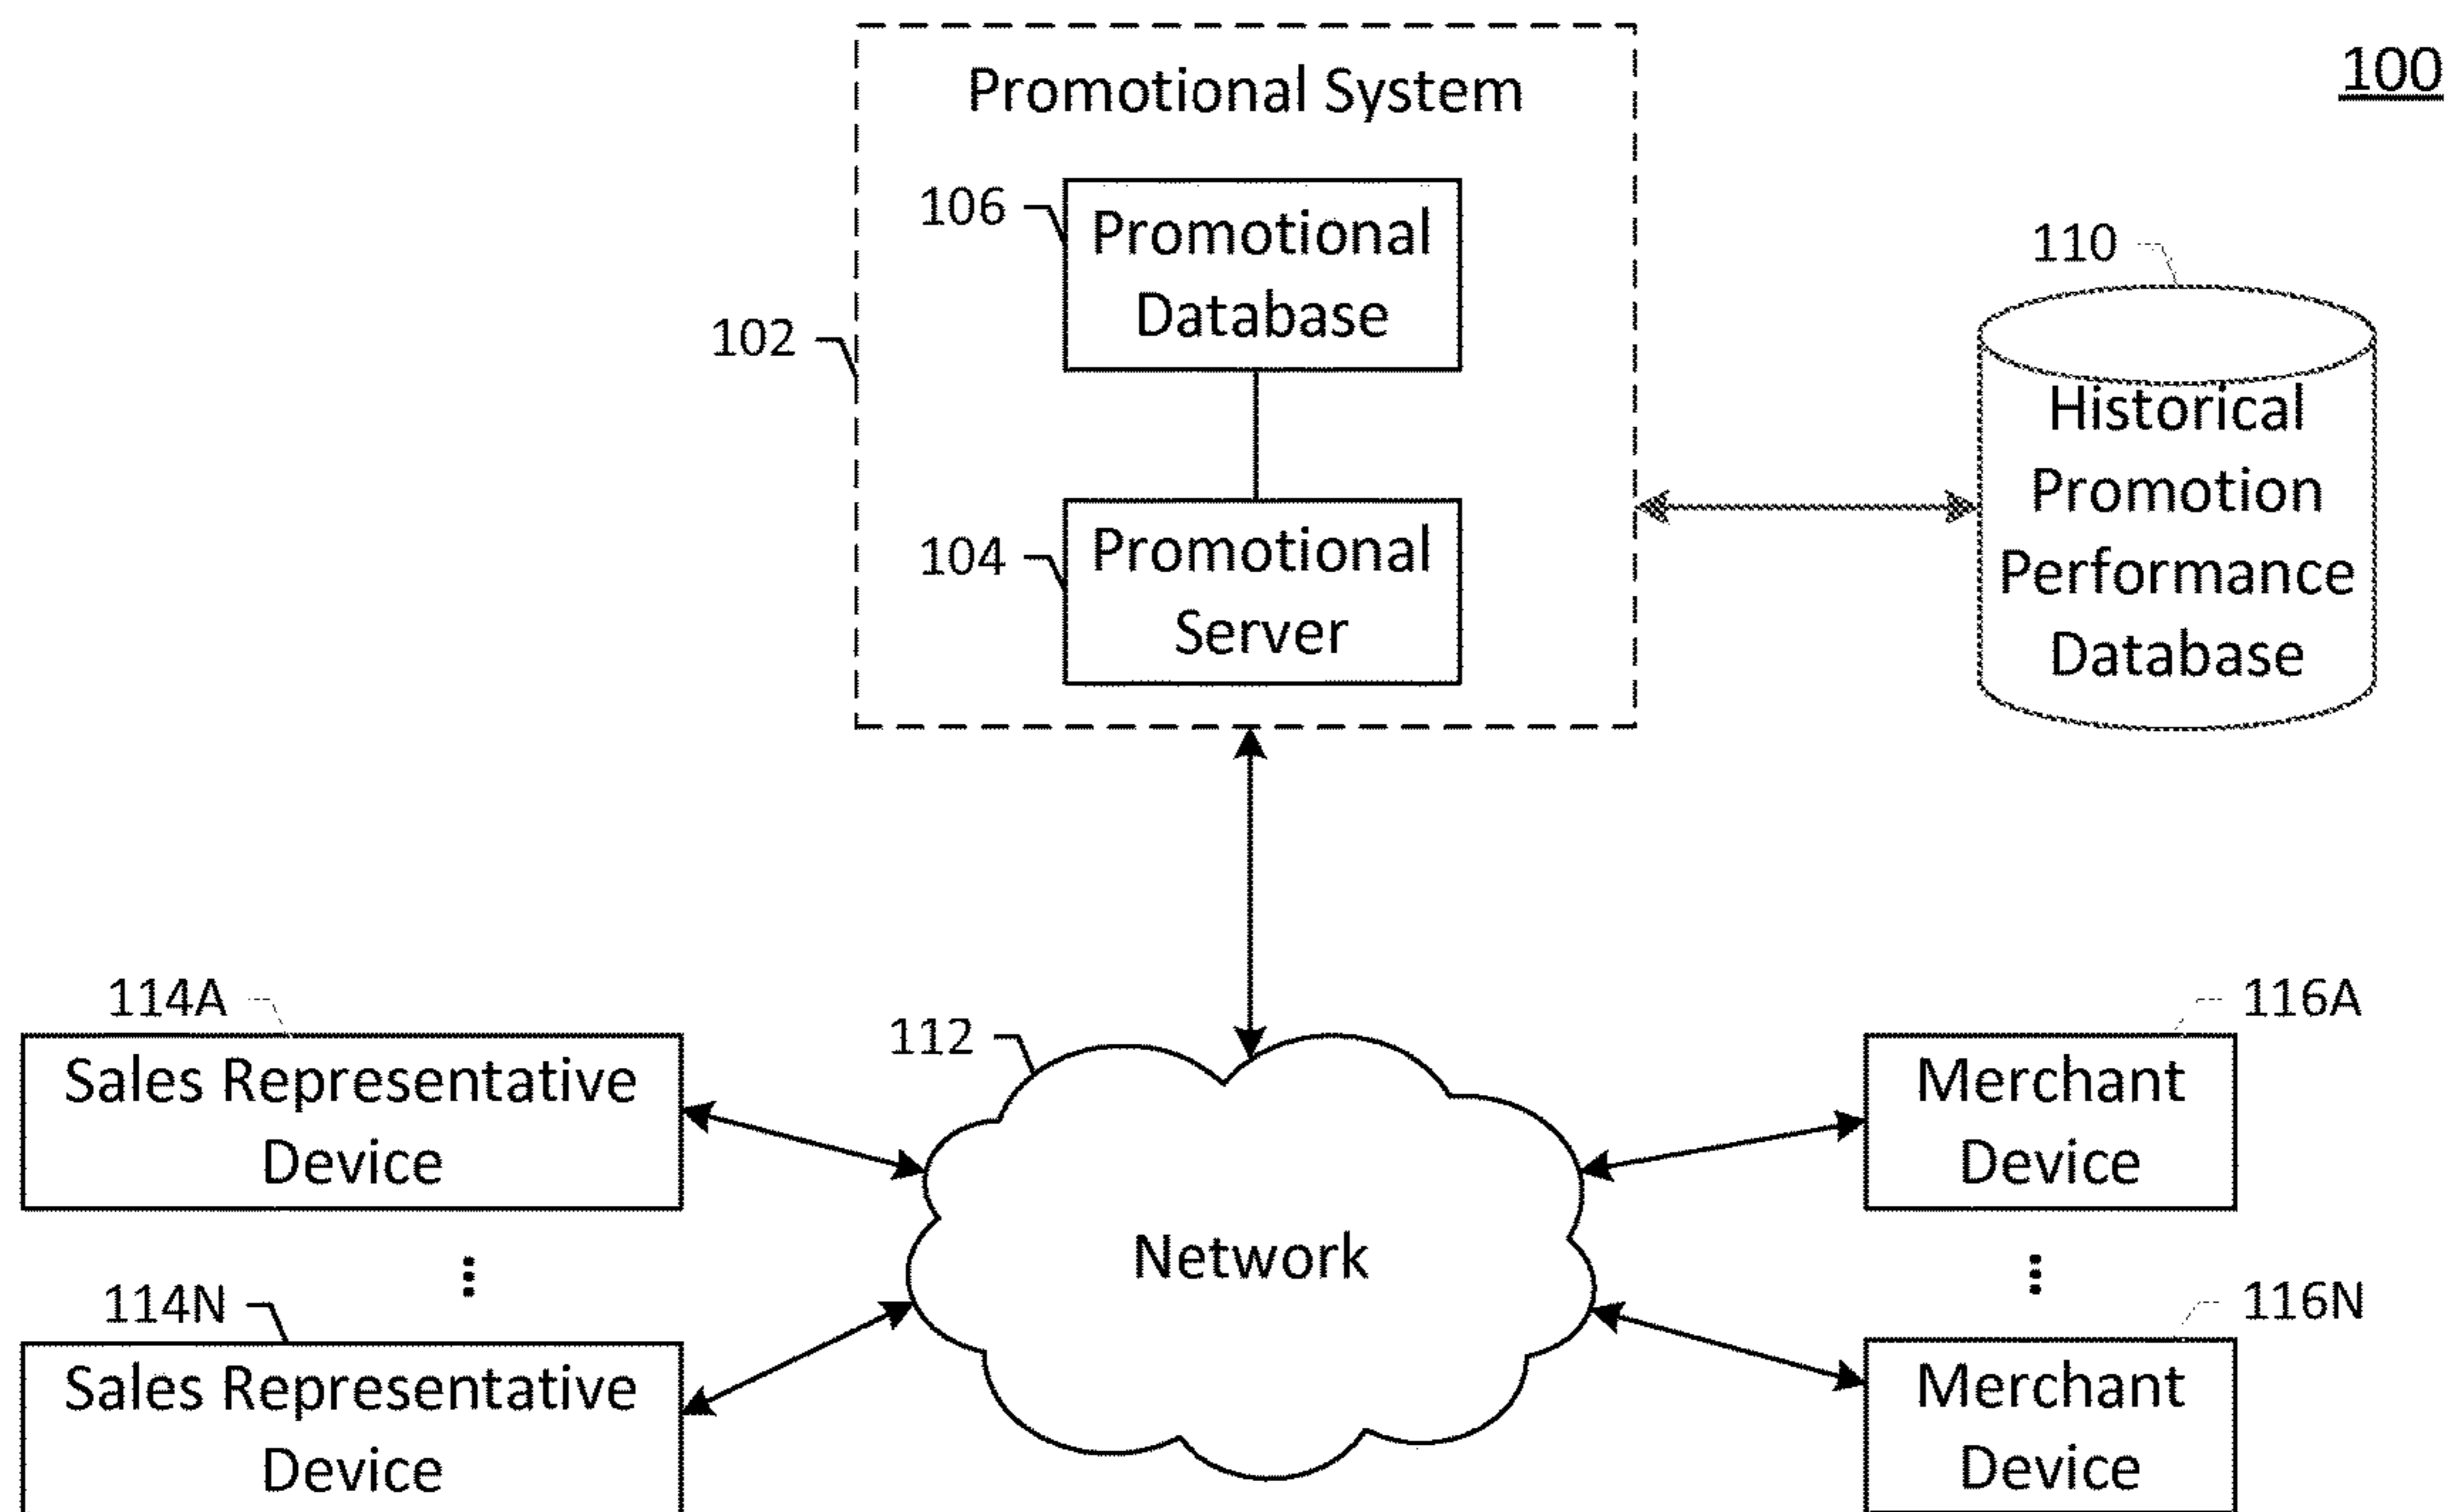 100
Promotional System
106
Promotional
Database
102
104
Promotional
Server
110
Historical
Promotion
Performance
Database
114A
Sales Representative
Device
...
114N
Sales Representative
Device
112
Network
116A
Merchant
Device
...
116N
Merchant
Device